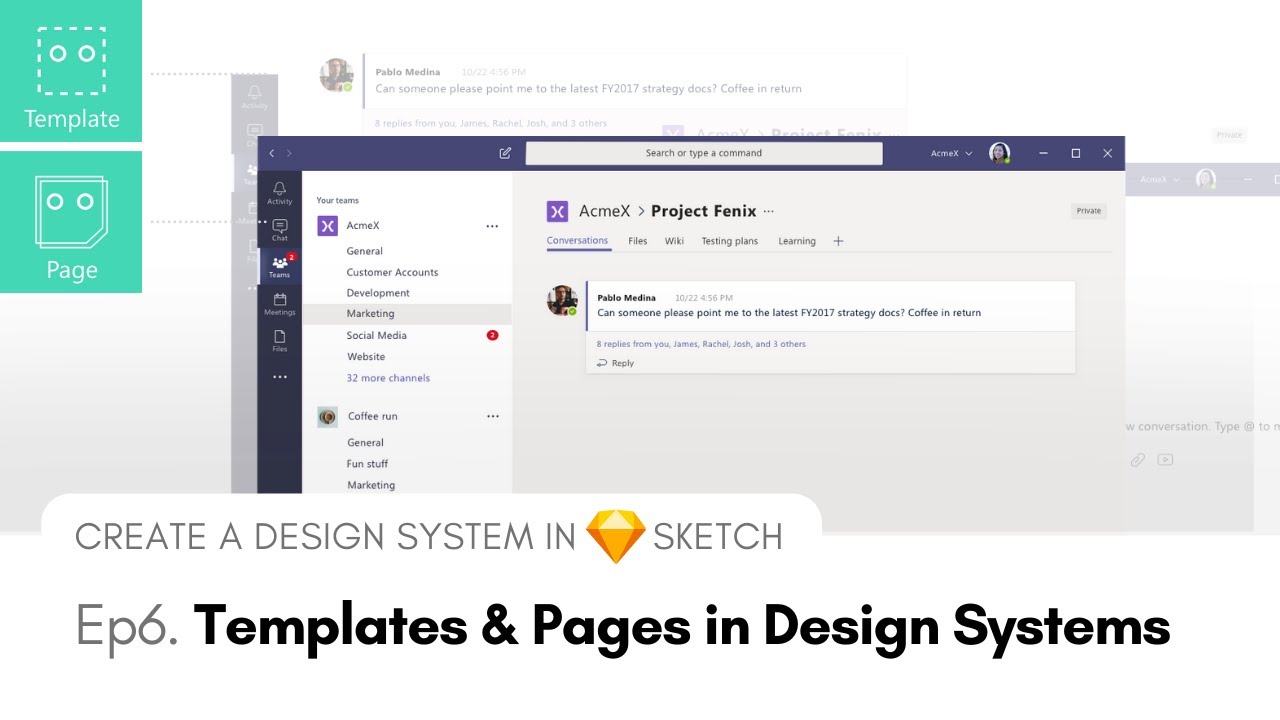 Template
Page
Pablo Medina 10/22 4:56 PM
Can someone please point me to the latest FY2017 strategy docs? Coffee in return
8 replies from you, James, Rachel, Josh, and 3 others
AcmeX > Project Fenix ...
Private
Activity
AcmeX
Search or type a command
AcmeX
Activity
Chat
2
Teams
Meetings
Files
Your teams
AcmeX
General
Customer Accounts
Development
Marketing
Social Media 2
Website
32 more channels
Coffee run
General
Fun stuff
Marketing
AcmeX > Project Fenix ...
Private
Conversations Files Wiki Testing plans Learning +
Pablo Medina 10/22 4:56 PM
Can someone please point me to the latest FY2017 strategy docs? Coffee in return
8 replies from you, James, Rachel, Josh, and 3 others
Reply
w conversation. Type @ to m
CREATE A DESIGN SYSTEM IN SKETCH
Ep6. Templates & Pages in Design Systems